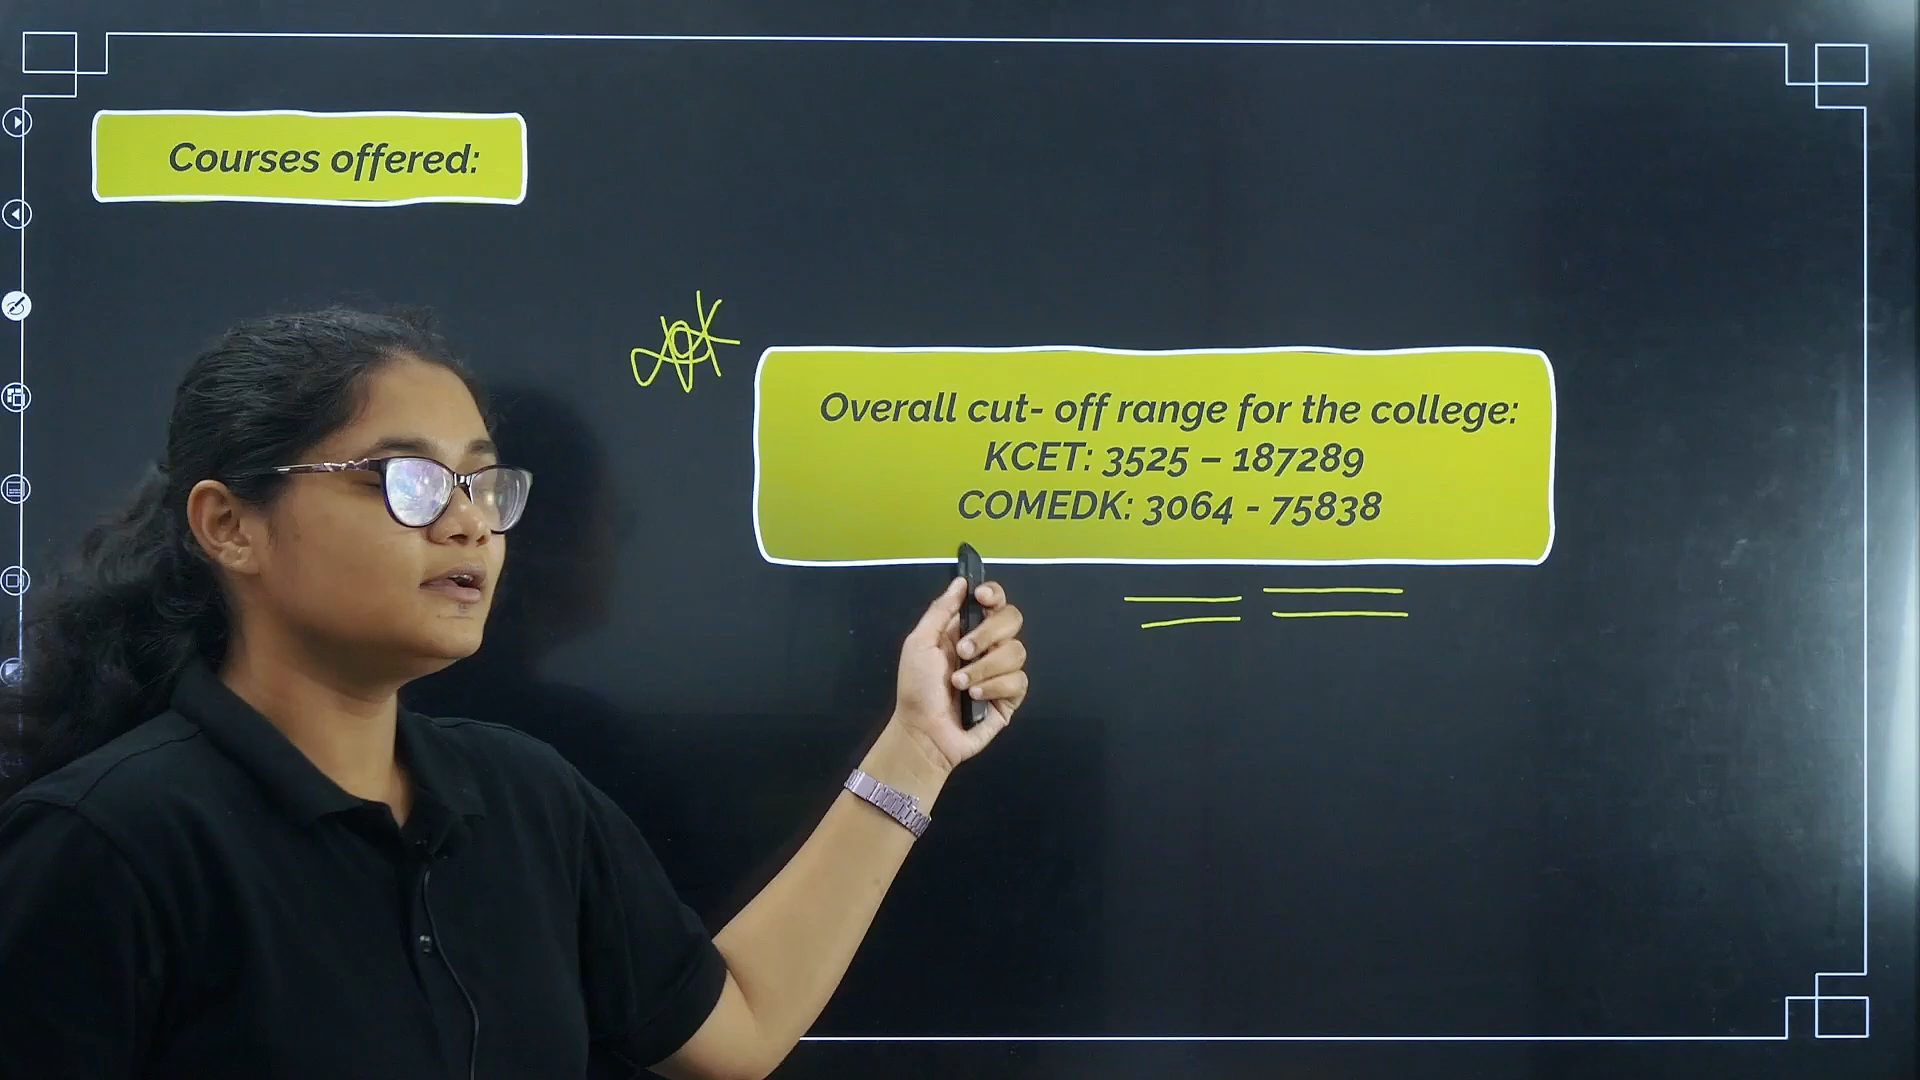 Courses offered:
Overall cut- off range for the college:
KCET: 3525 – 187289
COMEDK: 3064 - 75838